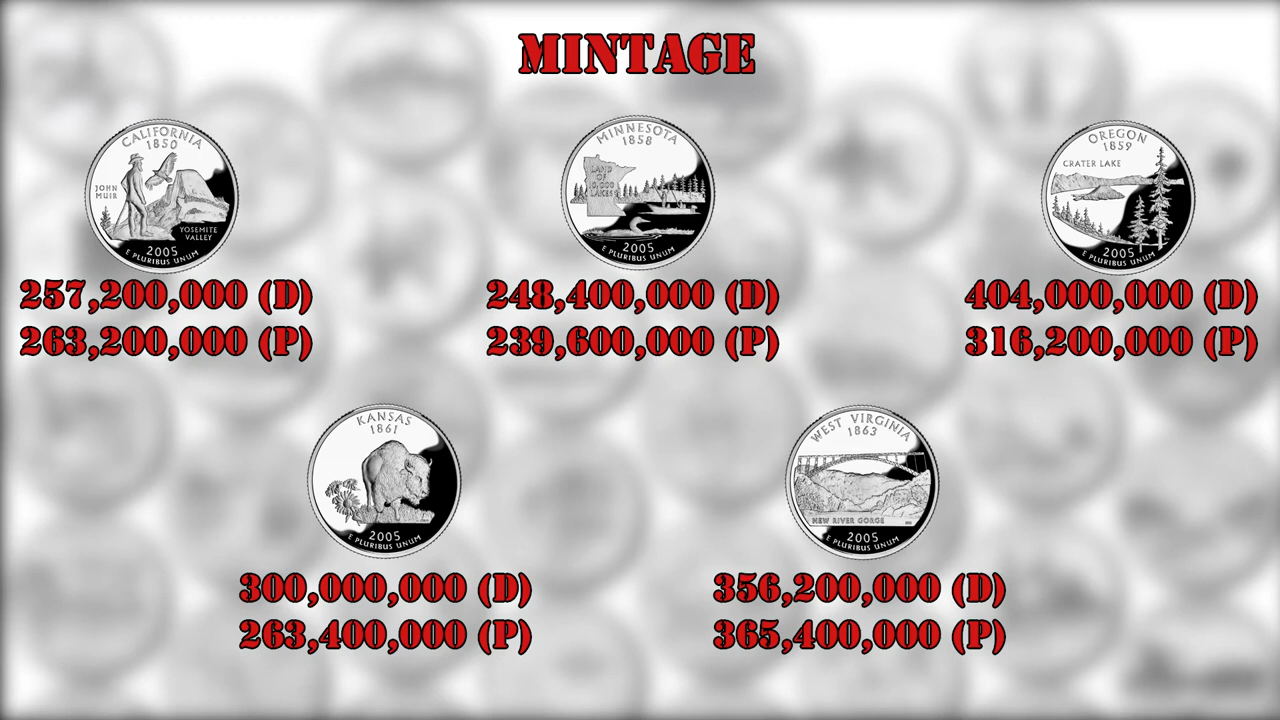 MINTAGE
CALIFORNIA
1850
JOHN
MUIR
YOSEMITE
VALLEY
2005
E PLURIBUS UNUM
257,200,000 (D)
263,200,000 (P)
MINNESOTA
1858
LAND
OF
10,000
LAKES
2005
E PLURIBUS UNUM
248,400,000 (D)
239,600,000 (P)
OREGON
1859
CRATER LAKE
2005
E PLURIBUS UNUM
404,000,000 (D)
316,200,000 (P)
KANSAS
1861
2005
E PLURIBUS UNUM
300,000,000 (D)
263,400,000 (P)
WEST VIRGINIA
1863
NEW RIVER GORGE
2005
E PLURIBUS UNUM
356,200,000 (D)
365,400,000 (P)